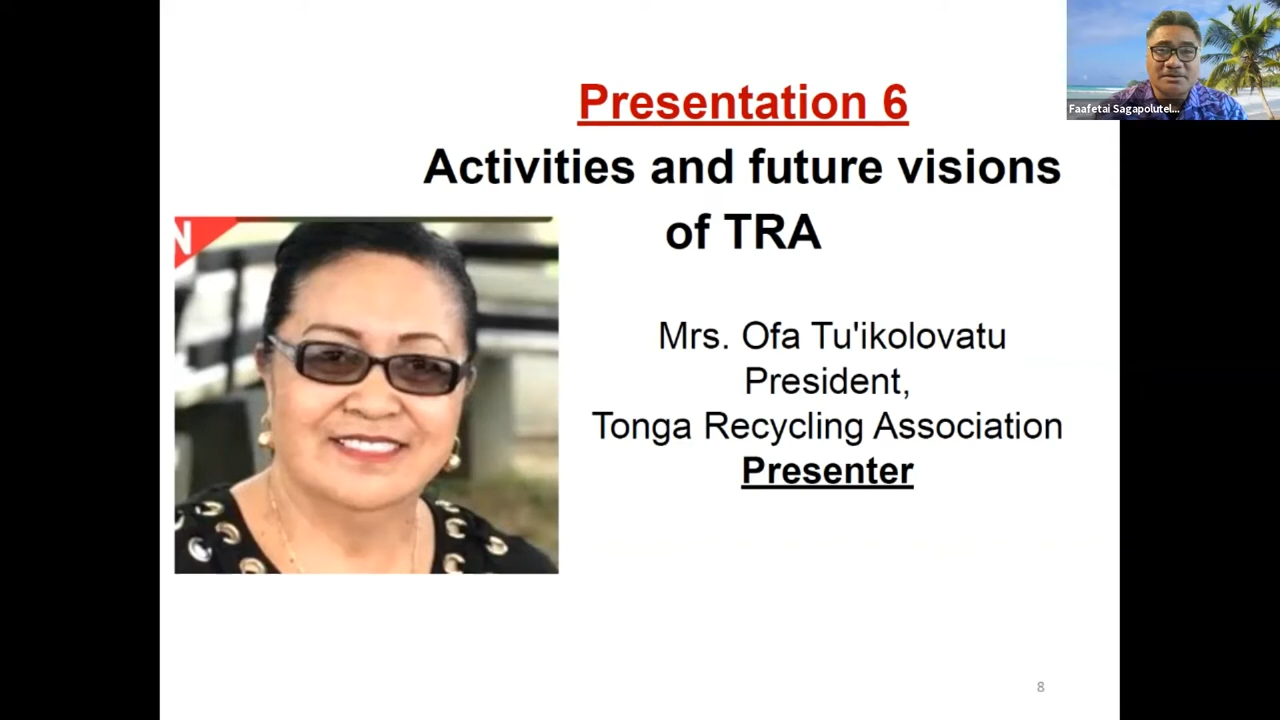 Presentation 6
Activities and future visions
of TRA
N
Mrs. Ofa Tu'ikolovatu
President,
Tonga Recycling Association
Presenter
8
Faafetai Sagapolutel...